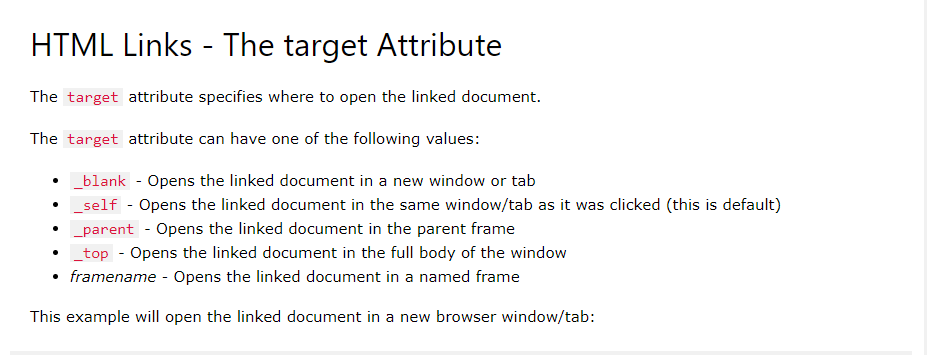 HTML Links - The target Attribute
The target attribute specifies where to open the linked document.
The target attribute can have one of the following values:
• _blank - Opens the linked document in a new window or tab
• _self - Opens the linked document in the same window/tab as it was clicked (this is default)
• _parent - Opens the linked document in the parent frame
• _top - Opens the linked document in the full body of the window
• framename - Opens the linked document in a named frame
This example will open the linked document in a new browser window/tab: